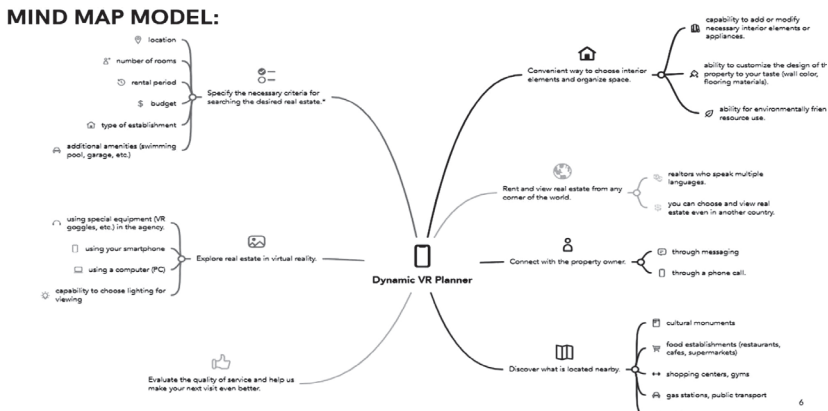 MIND MAP MODEL:
location
number of rooms
rental period
budget
type of establishment
additional amenities (swimming
pool, garage, etc.)
Specify the necessary criteria for
searching the desired real estate.*
using special equipment (VR
goggles, etc.) in the agency.
using your smartphone
using a computer (PC)
capability to choose lighting for
viewing
Explore real estate in virtual reality.
Evaluate the quality of service and help us
make your next visit even better.
Dynamic VR Planner
Convenient way to choose interior
elements and organize space.
capability to add or modify
necessary interior elements or
appliances.
ability to customize the design of th
property to your taste (wall color,
flooring materials).
ability for environmentally frien
resource use.
Rent and view real estate from any
corner of the world.
realtors who speak multiple
languages.
you can choose and view real
estate even in another country.
Connect with the property owner.
through messaging
through a phone call.
Discover what is located nearby.
cultural monuments
food establishments (restaurants,
cafes, supermarkets)
shopping centers, gyms
gas stations, public transport
6